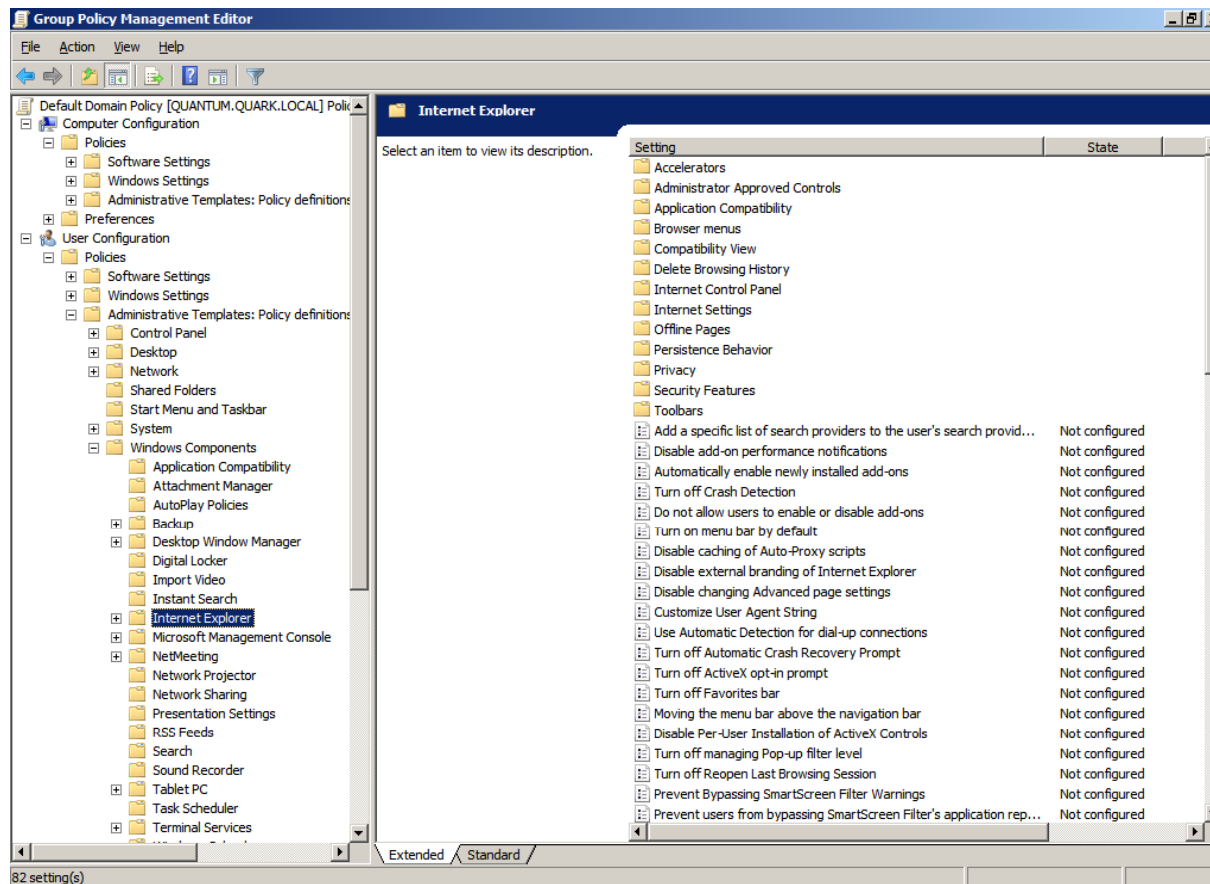 Group Policy Management Editor
File Action View Help
Default Domain Policy [QUANTUM.QUARK.LOCAL] Polic
Computer Configuration
Policies
Software Settings
Windows Settings
Administrative Templates: Policy definitions
Preferences
User Configuration
Policies
Software Settings
Windows Settings
Administrative Templates: Policy definitions
Control Panel
Desktop
Network
Shared Folders
Start Menu and Taskbar
System
Windows Components
Application Compatibility
Attachment Manager
AutoPlay Policies
Backup
Desktop Window Manager
Digital Locker
Import Video
Instant Search
Internet Explorer
Microsoft Management Console
NetMeeting
Network Projector
Network Sharing
Presentation Settings
RSS Feeds
Search
Sound Recorder
Tablet PC
Task Scheduler
Terminal Services
Internet Explorer
Select an item to view its description.
Setting State
Accelerators
Administrator Approved Controls
Application Compatibility
Browser menus
Compatibility View
Delete Browsing History
Internet Control Panel
Internet Settings
Offline Pages
Persistence Behavior
Privacy
Security Features
Toolbars
Add a specific list of search providers to the user's search provid... Not configured
Disable add-on performance notifications Not configured
Automatically enable newly installed add-ons Not configured
Turn off Crash Detection Not configured
Do not allow users to enable or disable add-ons Not configured
Turn on menu bar by default Not configured
Disable caching of Auto-Proxy scripts Not configured
Disable external branding of Internet Explorer Not configured
Disable changing Advanced page settings Not configured
Customize User Agent String Not configured
Use Automatic Detection for dial-up connections Not configured
Turn off Automatic Crash Recovery Prompt Not configured
Turn off ActiveX opt-in prompt Not configured
Turn off Favorites bar Not configured
Moving the menu bar above the navigation bar Not configured
Disable Per-User Installation of ActiveX Controls Not configured
Turn off managing Pop-up filter level Not configured
Turn off Reopen Last Browsing Session Not configured
Prevent Bypassing SmartScreen Filter Warnings Not configured
Prevent users from bypassing SmartScreen Filter's application rep... Not configured
Extended Standard
82 setting(s)